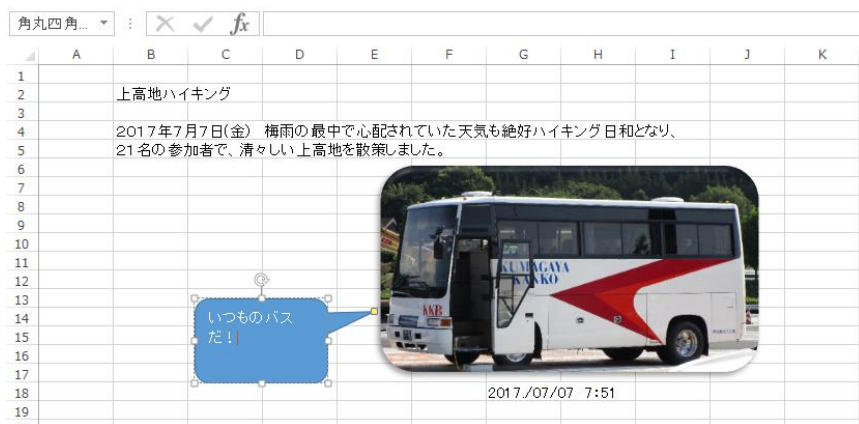 角丸四角...
fx
A B C D E F G H I J K
1
2 上高地ハイキング
3
4 2017年7月7日(金) 梅雨の最中で心配されていた天気も絶好ハイキング日和となり、
5 21名の参加者で、清々しい上高地を散策しました。
6
7
8
9
10
11
12
13
14
15
16
17
18
19
KUMAGAYA
KANKO
KKB
いつものバス
だ！
2017./07/07 7:51